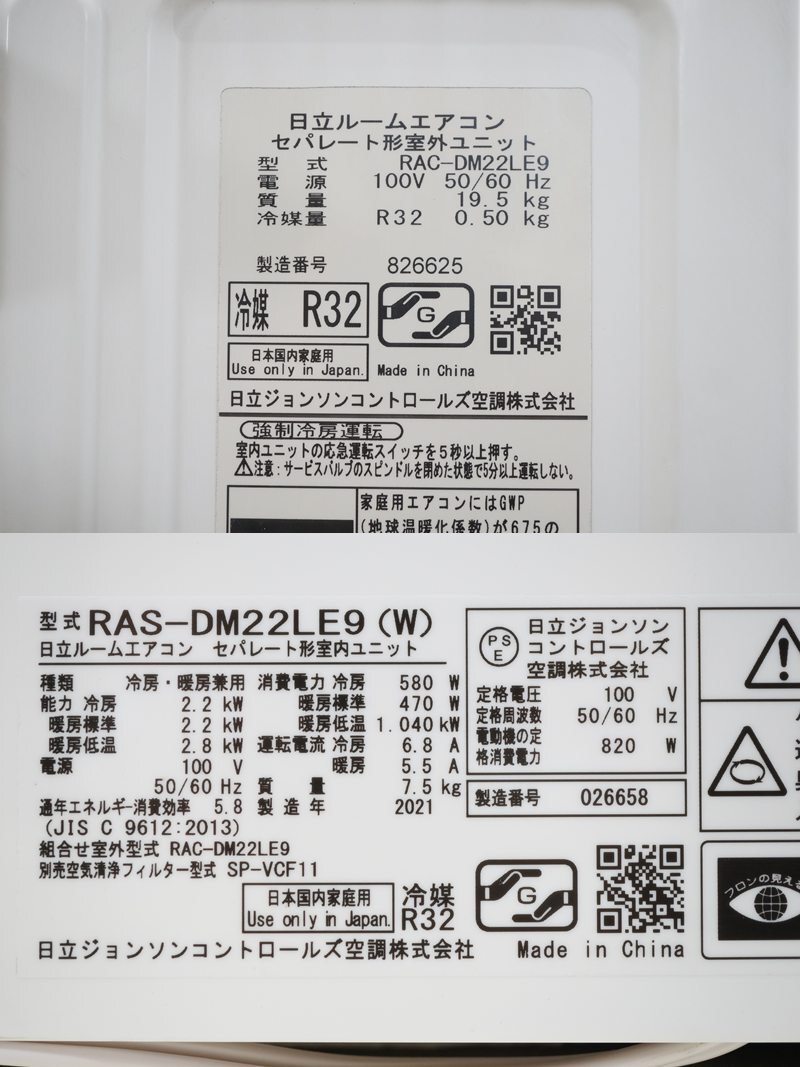 日立ルームエアコン
セパレート形室外ユニット
型 式 RAC-DM22LE9
電 源 100V 50/60 Hz
質 量 19.5 kg
冷媒量 R32 0.50 kg
製造番号 826625
冷媒 R32
G
日本国内家庭用
Use only in Japan.
Made in China
日立ジョンソンコントロールズ空調株式会社
強制冷房運転
室内ユニットの応急運転スイッチを5秒以上押す。
注意:サービスバルブのスピンドルを閉めた状態で5分以上運転しない。
家庭用エアコンにはGWP
(地球温暖化係数)が675の
型式 RAS-DM22LE9 (W)
日立ルームエアコン セパレート形室内ユニット
種類 冷房・暖房兼用
能力 冷房 2.2 kW
暖房標準 2.2 kW
暖房低温 2.8 kW
電源 100 V
50/60 Hz
通年エネルギー消費効率 5.8
(JIS C 9612:2013)
組合せ室外型式 RAC-DM22LE9
別売空気清浄フィルター型式 SP-VCF11
消費電力 冷房 580 W
暖房標準 470 W
暖房低温 1.040 kW
運転電流 冷房 6.8 A
暖房 5.5 A
質 量 7.5 kg
製 造 年 2021
PSE
日立ジョンソン
コントロールズ
空調株式会社
定格電圧 100 V
定格周波数 50/60 Hz
電動機の定
格消費電力 820 W
製造番号 026658
日本国内家庭用
Use only in Japan.
冷媒
R32
G
フロンの見える
日立ジョンソンコントロールズ空調株式会社
Made in China